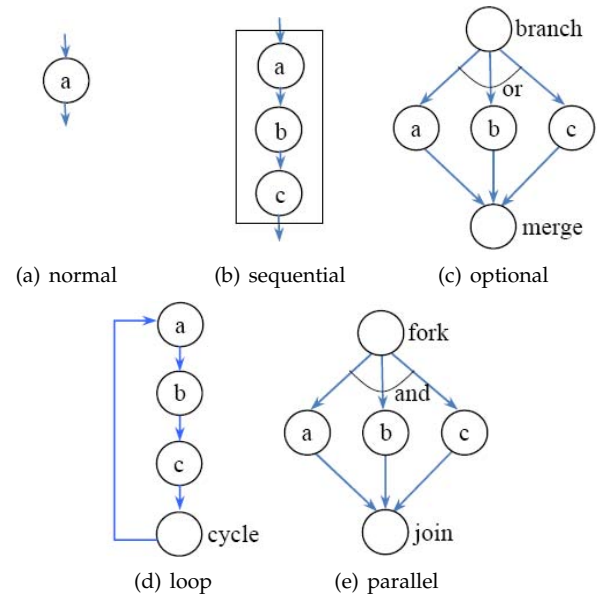 a
a
b
c
branch
or
a b c
merge
(a) normal (b) sequential (c) optional
a
b
c
cycle
fork
and
a b c
join
(d) loop (e) parallel